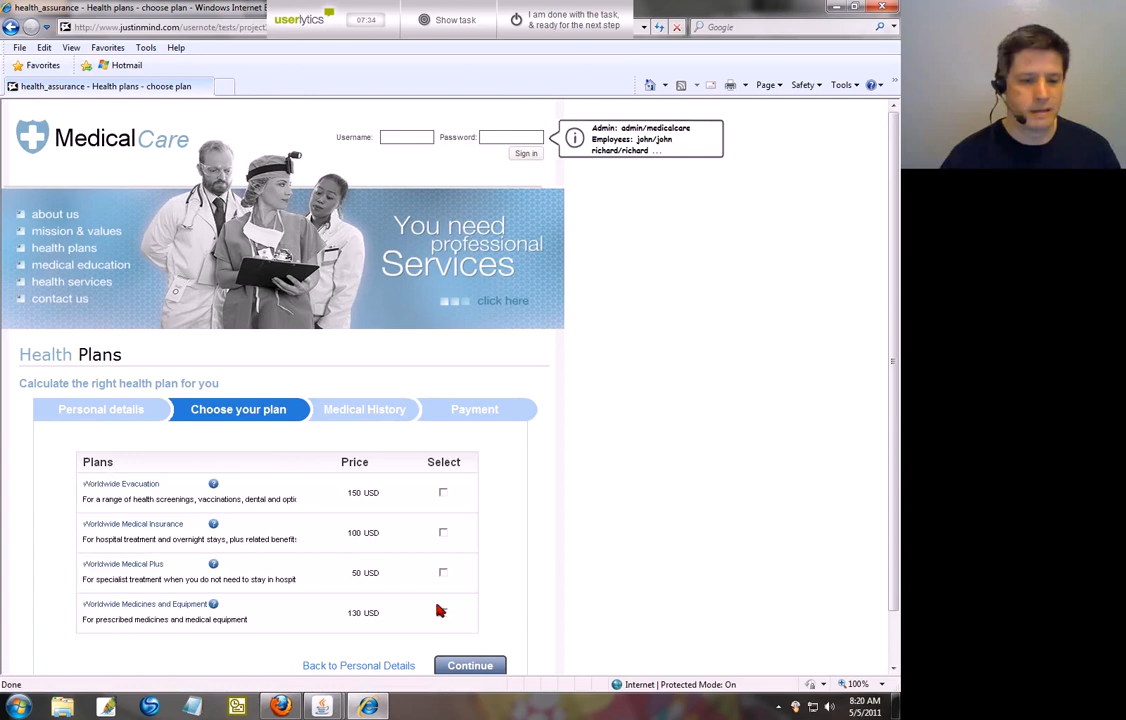 health_assurance - Health plans - choose plan - Windows Internet E
userlytics
07:34
Show task
I am done with the task,
& ready for the next step
http://www.justinmind.com/usernote/tests/project
Google
File Edit View Favorites Tools Help
Favorites Hotmail
health_assurance - Health plans - choose plan
Page Safety Tools
MedicalCare
Username: Password:
Sign in
Admin: admin/medicalcare
Employees: john/john
richard/richard ...
about us
mission & values
health plans
medical education
health services
contact us
You need
professional
Services
click here
Health Plans
Calculate the right health plan for you
Personal details Choose your plan Medical History Payment
Plans Price Select
Worldwide Evacuation
For a range of health screenings, vaccinations, dental and optic
150 USD
Worldwide Medical Insurance
For hospital treatment and overnight stays, plus related benefits
100 USD
Worldwide Medical Plus
For specialist treatment when you do not need to stay in hospit
50 USD
Worldwide Medicines and Equipment
For prescribed medicines and medical equipment
130 USD
Back to Personal Details Continue
Done
Internet | Protected Mode: On
100%
8:20 AM
5/5/2011